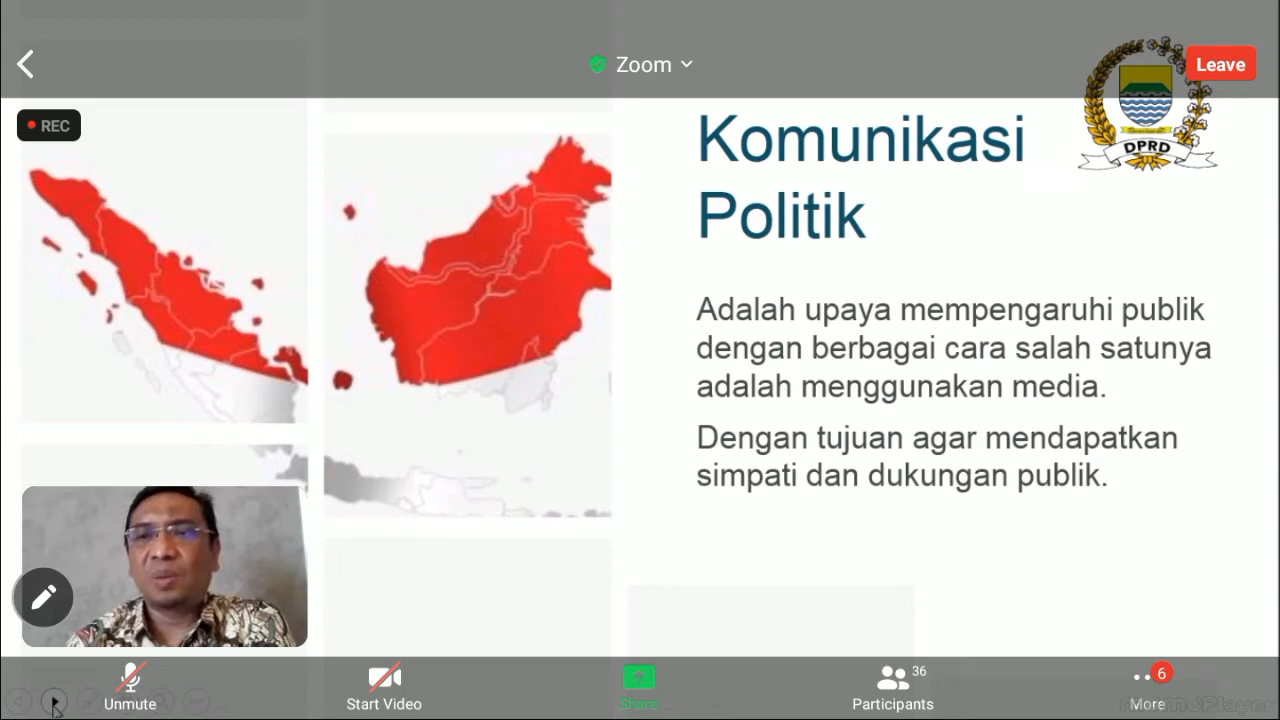 Zoom
Leave
REC
Komunikasi
Politik
DPRD
Adalah upaya mempengaruhi publik
dengan berbagai cara salah satunya
adalah menggunakan media.
Dengan tujuan agar mendapatkan
simpati dan dukungan publik.
36
6
Unmute
Start Video
Share
Participants
More